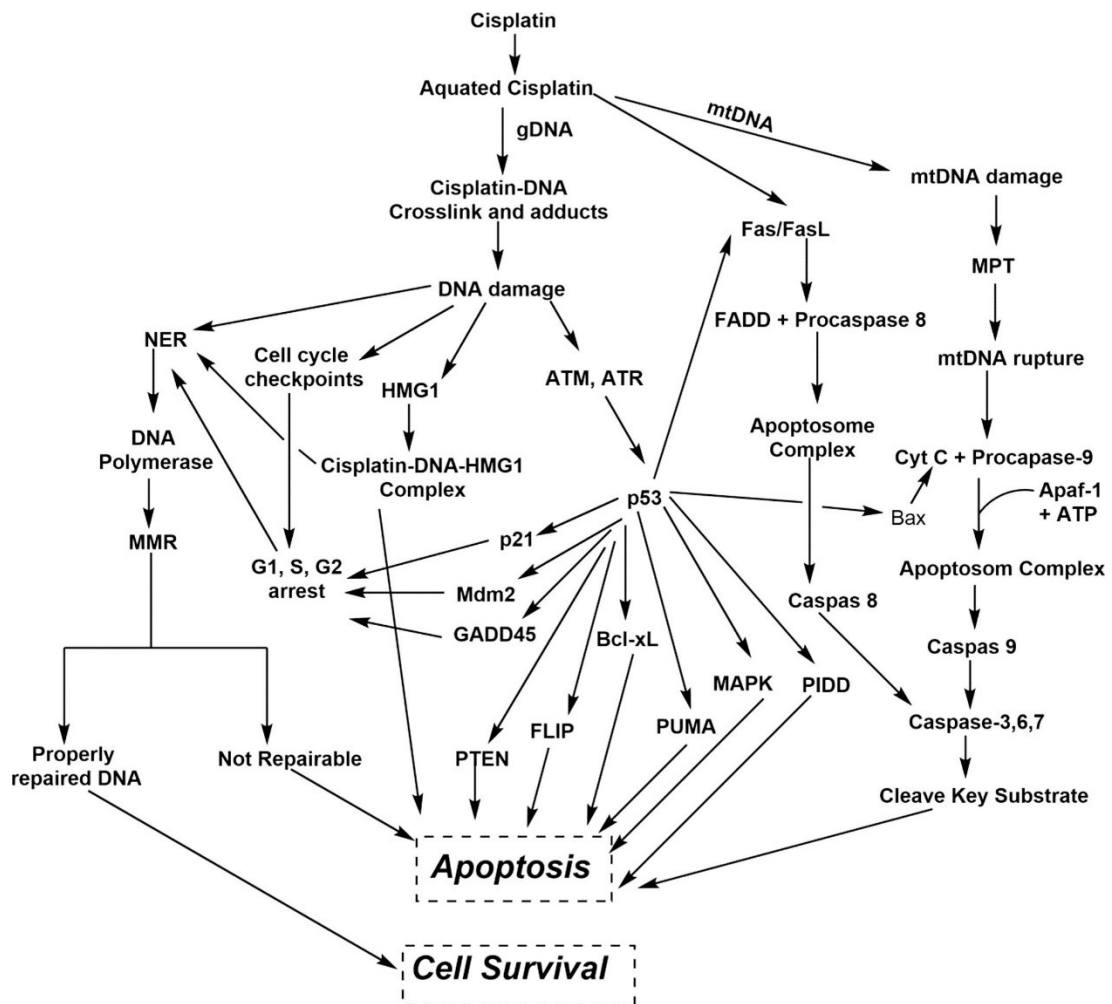 Cisplatin
Aquated Cisplatin
mtDNA
gDNA
mtDNA damage
Cisplatin-DNA
Crosslink and adducts
Fas/FasL
MPT
DNA damage
FADD + Procaspase 8
NER
Cell cycle
checkpoints
mtDNA rupture
HMG1
ATM, ATR
DNA
Polymerase
Apoptosome
Complex
Cisplatin-DNA-HMG1
Complex
Cyt C + Procapase-9
p53
Apaf-1
+ ATP
Bax
MMR
p21
G1, S, G2
arrest
Apoptosom Complex
Mdm2
Caspas 8
GADD45
Bcl-xL
Caspas 9
MAPK
PIDD
Caspase-3,6,7
FLIP
PUMA
Properly
repaired DNA
Not Repairable
PTEN
Cleave Key Substrate
Apoptosis
Cell Survival